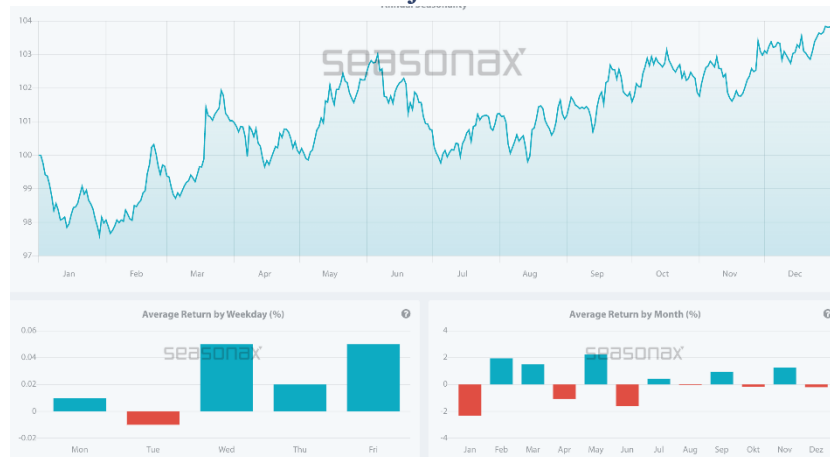 Annual Seasonality
104
103
102
101
100
99
98
97
seasonax
Jan Feb Mar Apr May Jun Jul Aug Sep Oct Nov Dec
Average Return by Weekday (%)
?
0.06
0.04
0.02
0
-0.02
seasonax
Mon Tue Wed Thu Fri
Average Return by Month (%)
?
4
2
0
2
-4
seasonax
Jan Feb Mar Apr May Jun Jul Aug Sep Okt Nov Dez